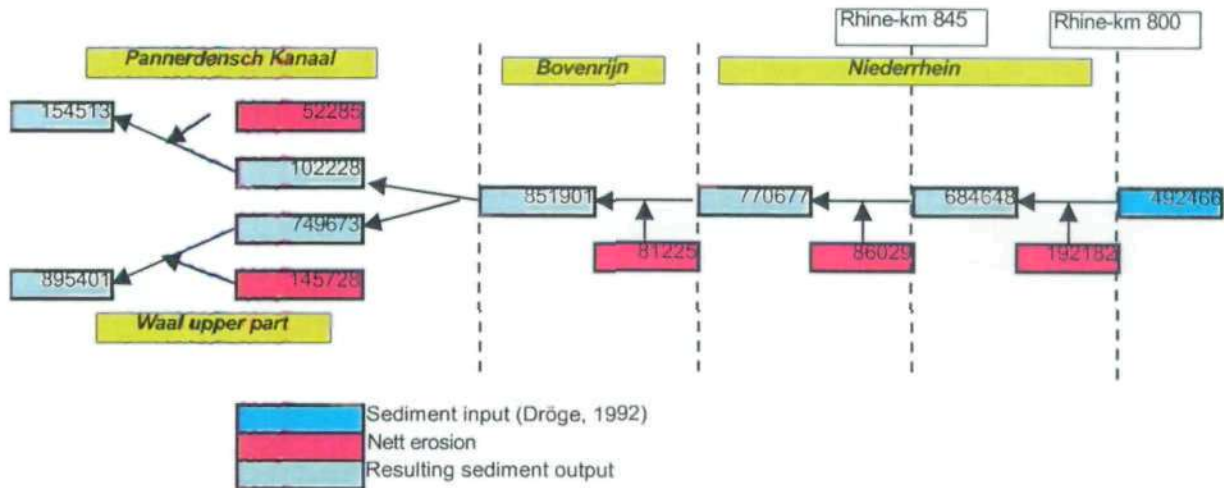 Rhine-km 845
Rhine-km 800
Pannerdensch Kanaal
Bovenrijn
Niederrhein
154513
52285
102228
851901
770677
684648
492466
749673
81225
86029
192182
895401
145728
Waal upper part
Sediment input (Dröge, 1992)
Nett erosion
Resulting sediment output